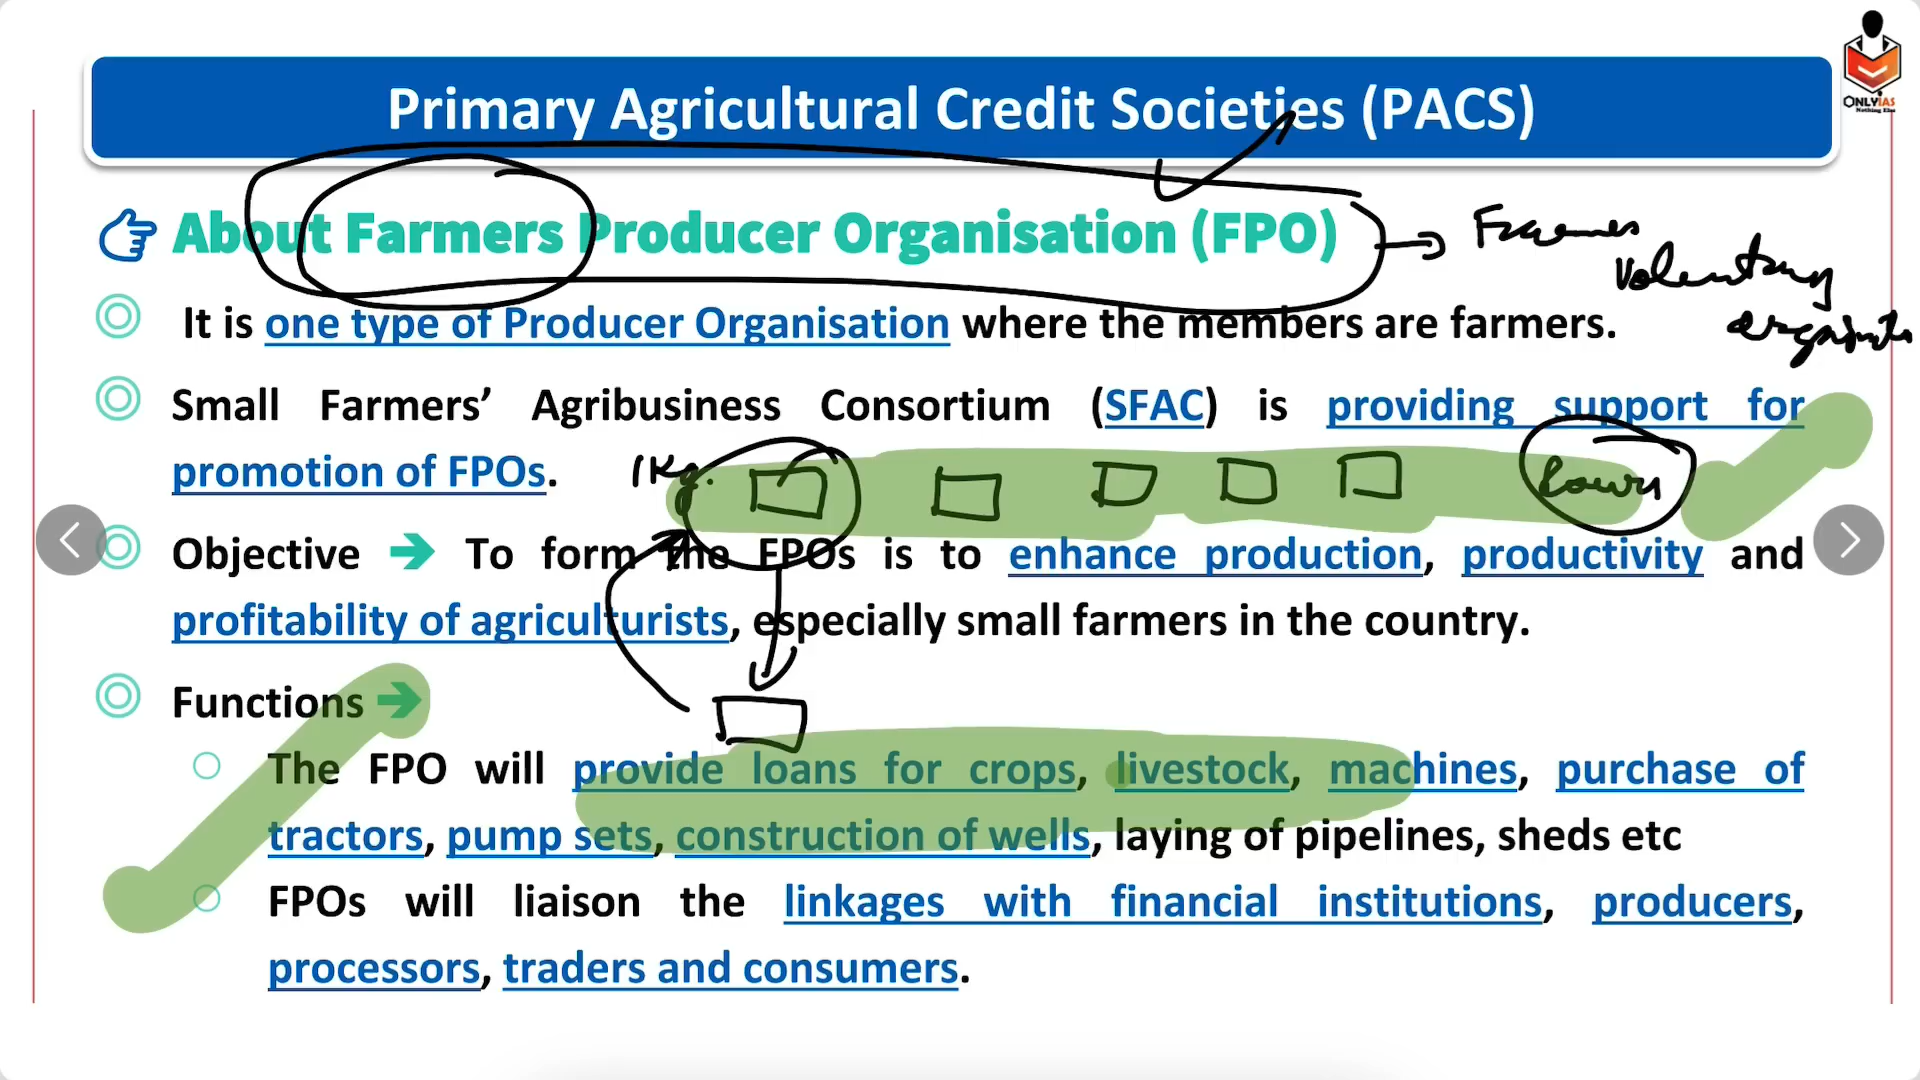 ONLYIAS
Nothing Else
Primary Agricultural Credit Societies (PACS)
About Farmers Producer Organisation (FPO)
Farmers
Voluntary
It is one type of Producer Organisation where the members are farmers.
Small Farmers’ Agribusiness Consortium (SFAC) is providing support for
promotion of FPOs.
1Kg.
Objective ➔ To form the FPOs is to enhance production, productivity and
profitability of agriculturists, especially small farmers in the country.
Functions ➔
The FPO will provide loans for crops, livestock, machines, purchase of
tractors, pump sets, construction of wells, laying of pipelines, sheds etc
FPOs will liaison the linkages with financial institutions, producers,
processors, traders and consumers.